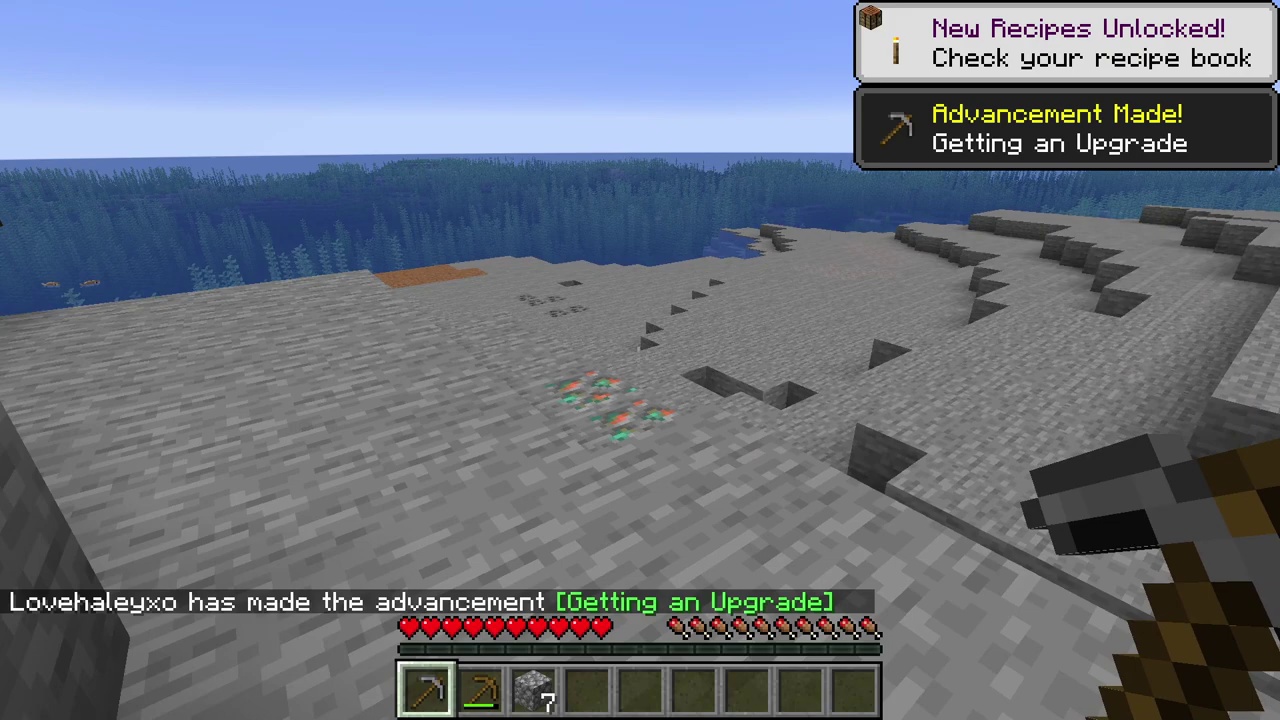 New Recipes Unlocked!
Check your recipe book
Advancement Made!
Getting an Upgrade
Lovehaleyxo has made the advancement [Getting an Upgrade]
7